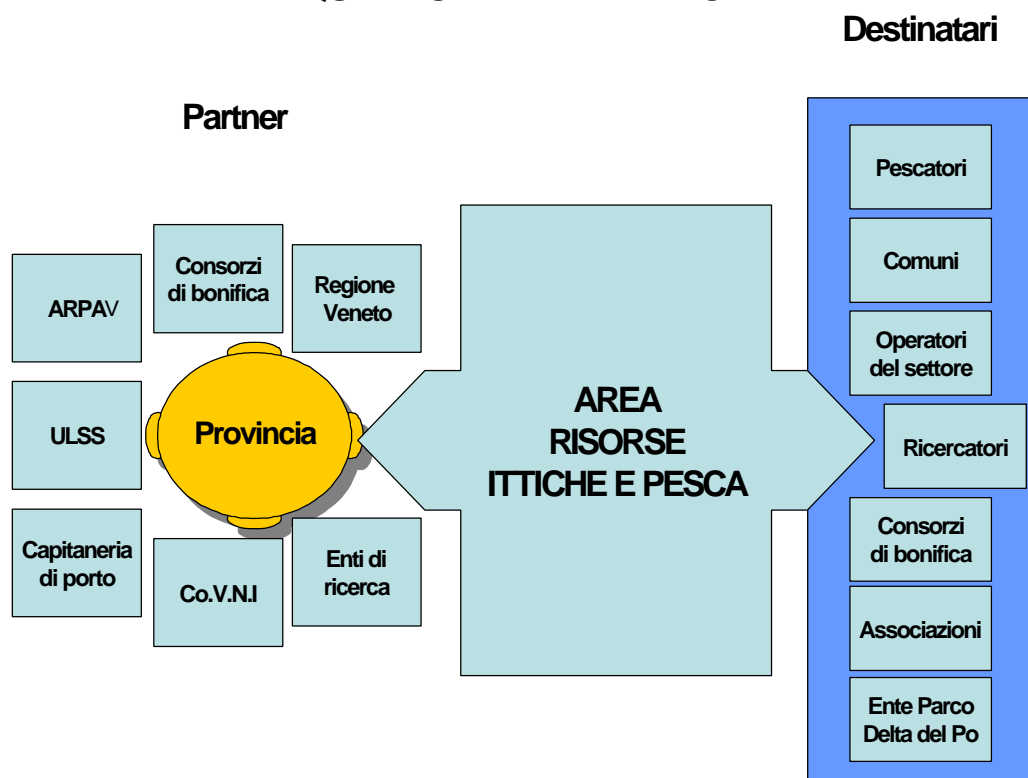 Destinatari
Partner
ARPAV
Consorzi
di bonifica
Regione
Veneto
ULSS
Provincia
Capitaneria
di porto
Co.V.N.I
Enti di
ricerca
AREA
RISORSE
ITTICHE E PESCA
Pescatori
Comuni
Operatori
del settore
Ricercatori
Consorzi
di bonifica
Associazioni
Ente Parco
Delta del Po